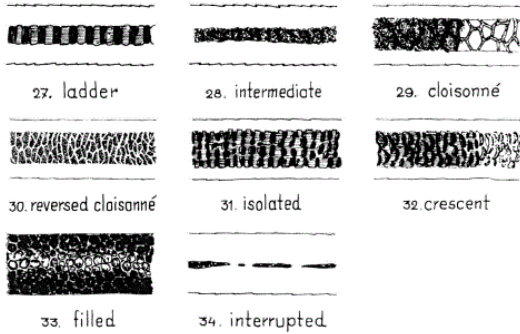 27. ladder
28. intermediate
29. cloisonné
30. reversed cloisonné
31. isolated
32. crescent
33. filled
34. interrupted